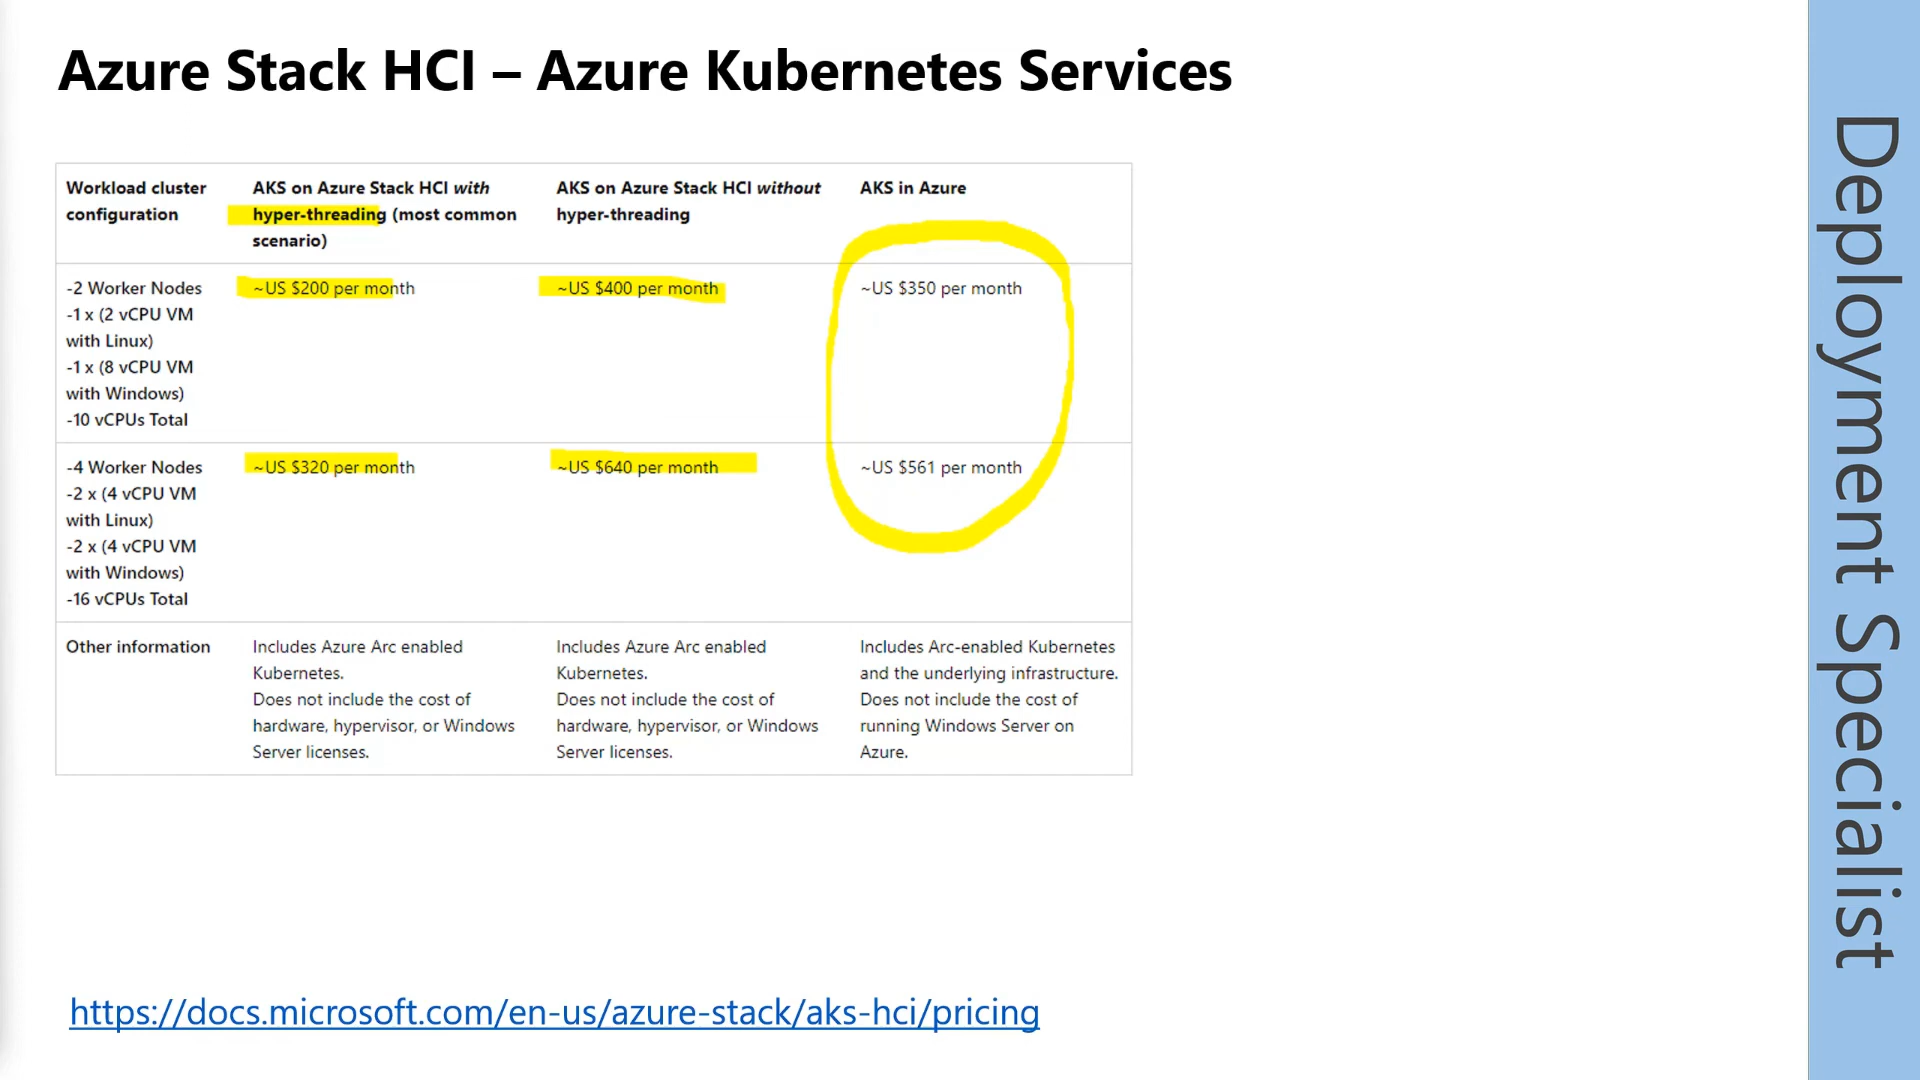 Azure Stack HCI – Azure Kubernetes Services
Workload cluster
configuration
AKS on Azure Stack HCI with
hyper-threading (most common
scenario)
AKS on Azure Stack HCI without
hyper-threading
AKS in Azure
-2 Worker Nodes
-1 x (2 vCPU VM
with Linux)
-1 x (8 vCPU VM
with Windows)
-10 vCPUs Total
~US $200 per month
~US $400 per month
~US $350 per month
-4 Worker Nodes
-2 x (4 vCPU VM
with Linux)
-2 x (4 vCPU VM
with Windows)
-16 vCPUs Total
~US $320 per month
~US $640 per month
~US $561 per month
Other information
Includes Azure Arc enabled
Kubernetes.
Does not include the cost of
hardware, hypervisor, or Windows
Server licenses.
Includes Azure Arc enabled
Kubernetes.
Does not include the cost of
hardware, hypervisor, or Windows
Server licenses.
Includes Arc-enabled Kubernetes
and the underlying infrastructure.
Does not include the cost of
running Windows Server on
Azure.
https://docs.microsoft.com/en-us/azure-stack/aks-hci/pricing
Deployment Specialist